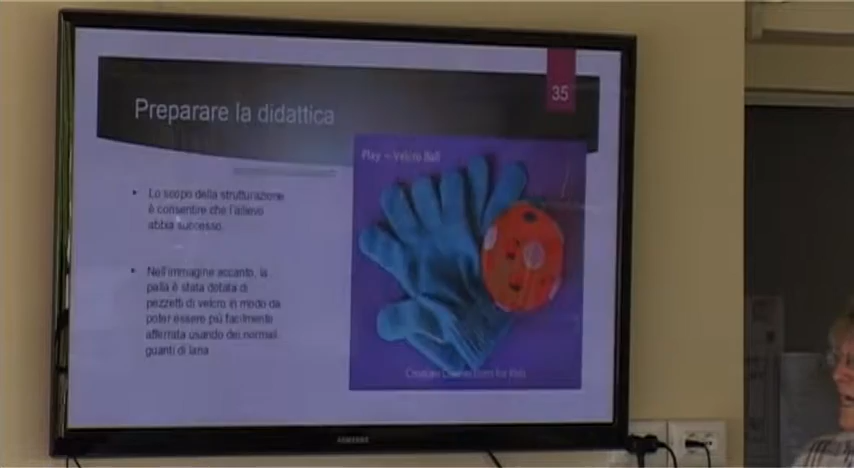 35
Preparare la didattica
Play - Velcro Ball
• Lo scopo della strutturazione
è consentire che l'allievo
abbia successo.
• Nell'immagine accanto, la
palla è stata dotata di
pezzetti di velcro in modo da
poter essere più facilmente
afferrata usando dei normali
guanti di lana
for Kids
SAMSUNG